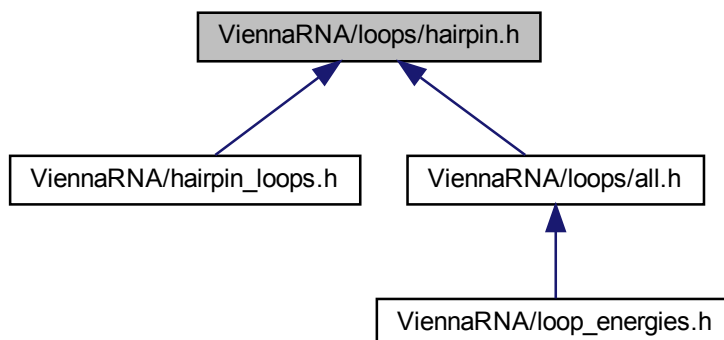 ViennaRNA/loops/hairpin.h
ViennaRNA/hairpin_loops.h
ViennaRNA/loops/all.h
ViennaRNA/loop_energies.h